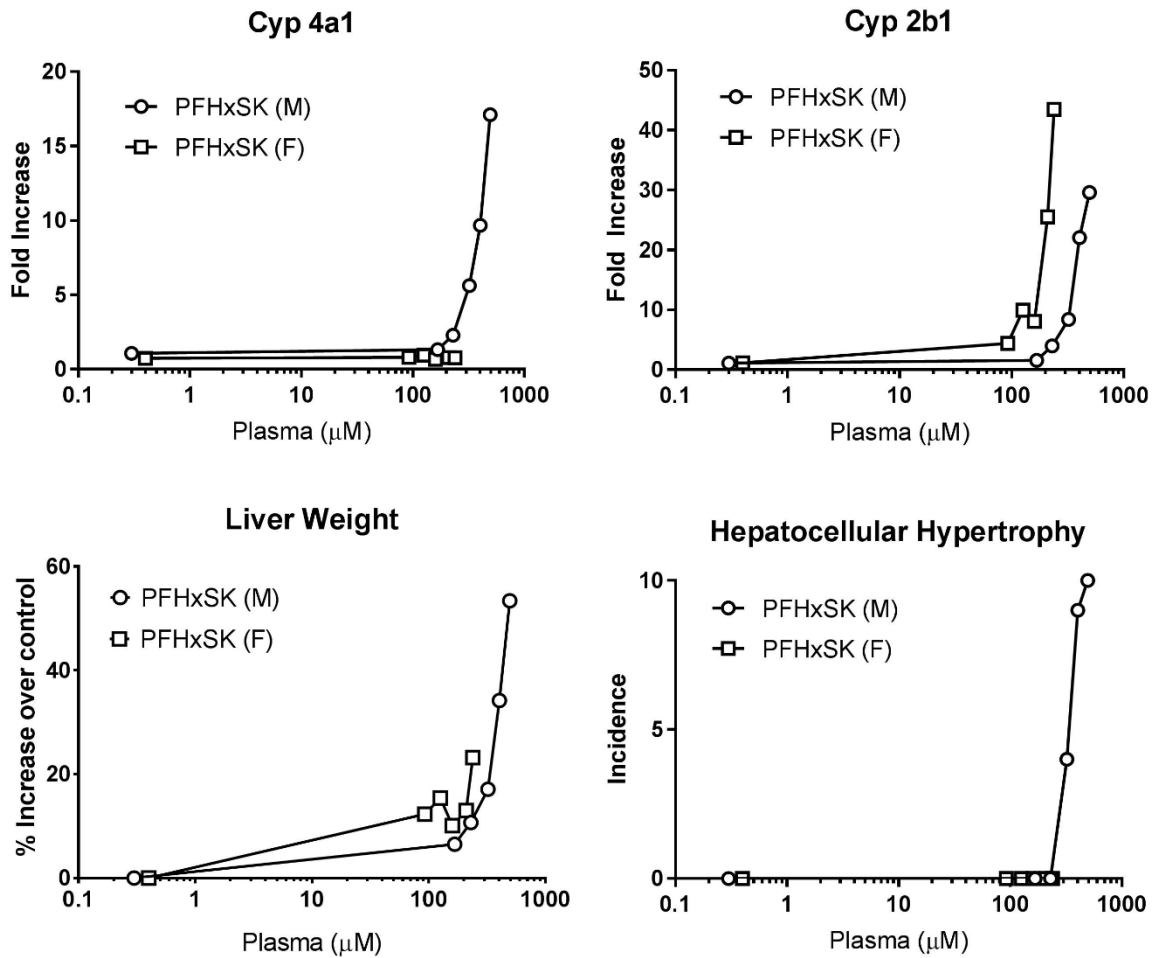 Cyp 4a1
Fold Increase
20
15
10
5
0
PFHxSK (M)
PFHxSK (F)
0.1 1 10 100 1000
Plasma (μM)
Cyp 2b1
Fold Increase
50
40
30
20
10
0
PFHxSK (M)
PFHxSK (F)
0.1 1 10 100 1000
Plasma (μM)
Liver Weight
% Increase over control
60
40
20
0
PFHxSK (M)
PFHxSK (F)
0.1 1 10 100 1000
Plasma (μM)
Hepatocellular Hypertrophy
Incidence
10
5
0
PFHxSK (M)
PFHxSK (F)
0.1 1 10 100 1000
Plasma (μM)